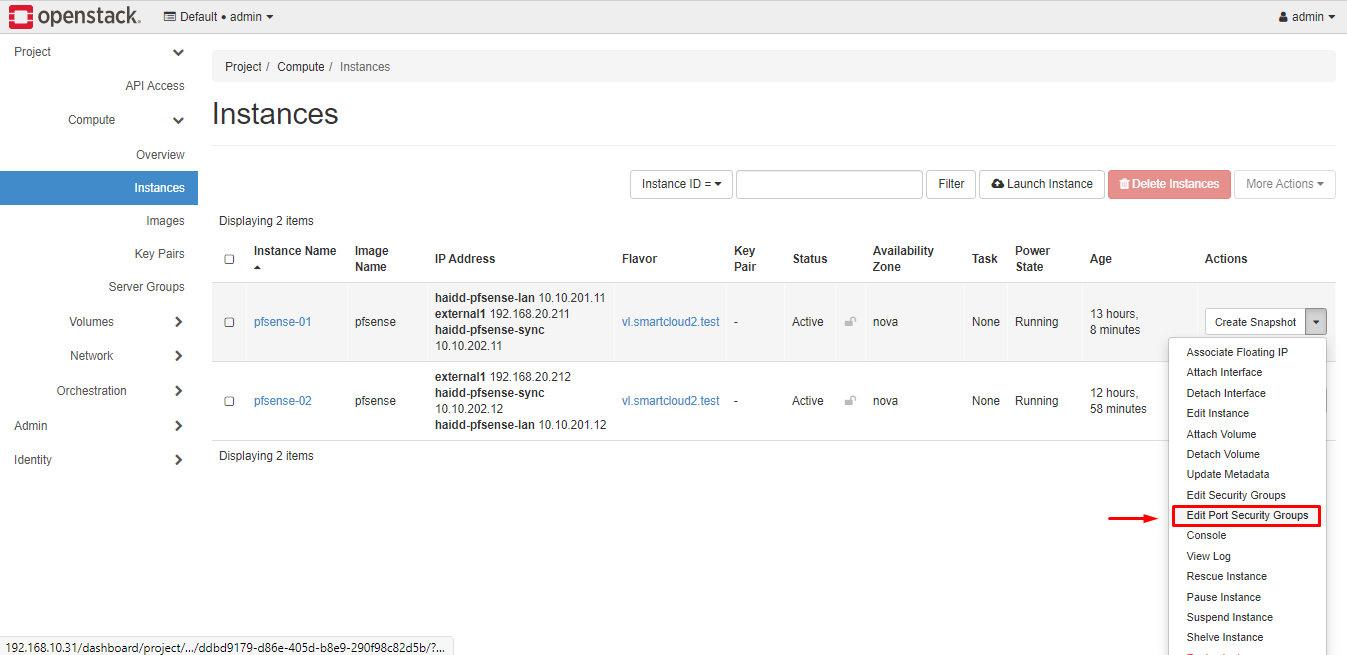 openstack. Default • admin admin
Project
API Access
Compute
Overview
Instances
Images
Key Pairs
Server Groups
Volumes
Network
Orchestration
Admin
Identity
Project / Compute / Instances
Instances
Instance ID = Filter Launch Instance Delete Instances More Actions
Displaying 2 items
Instance Name Image Name IP Address Flavor Key Pair Status Availability Zone Task Power State Age Actions
pfsense-01 pfsense haidd-pfsense-lan 10.10.201.11
external1 192.168.20.211
haidd-pfsense-sync
10.10.202.11
vl.smartcloud2.test - Active nova None Running 13 hours,
8 minutes
Create Snapshot
pfsense-02 pfsense external1 192.168.20.212
haidd-pfsense-sync
10.10.202.12
haidd-pfsense-lan 10.10.201.12
vl.smartcloud2.test - Active nova None Running 12 hours,
58 minutes
Displaying 2 items
Associate Floating IP
Attach Interface
Detach Interface
Edit Instance
Attach Volume
Detach Volume
Update Metadata
Edit Security Groups
Edit Port Security Groups
Console
View Log
Rescue Instance
Pause Instance
Suspend Instance
Shelve Instance
192.168.10.31/dashboard/project/.../ddbd9179-d86e-405d-b8e9-290f98c82d5b/?...